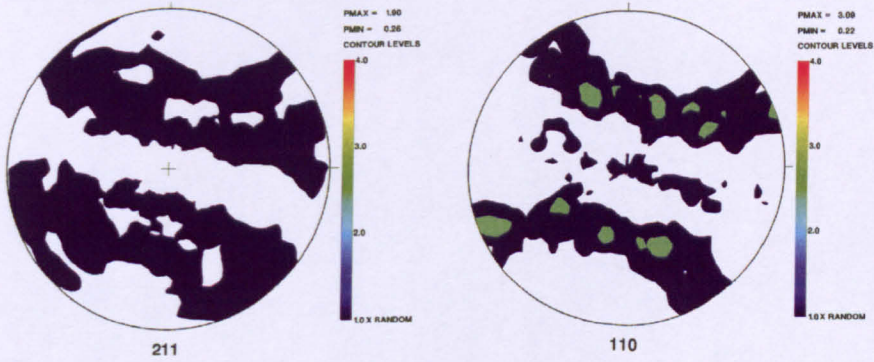 PMAX = 1.90
PMIN = 0.26
CONTOUR LEVELS
4.0
3.0
2.0
1.0 X RANDOM
211
PMAX = 3.09
PMIN = 0.22
CONTOUR LEVELS
4.0
3.0
2.0
1.0 X RANDOM
110